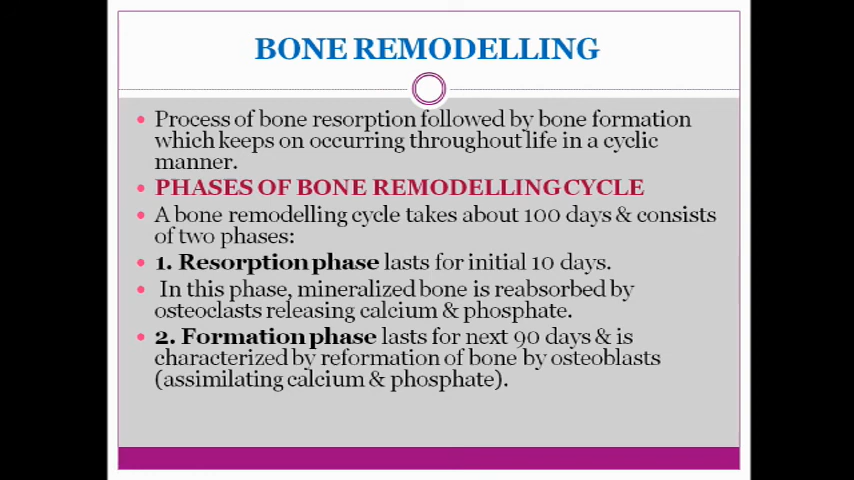 BONE REMODELLING
• Process of bone resorption followed by bone formation
which keeps on occurring throughout life in a cyclic
manner.
• PHASES OF BONE REMODELLING CYCLE
• A bone remodelling cycle takes about 100 days & consists
of two phases:
• 1. Resorption phase lasts for initial 10 days.
• In this phase, mineralized bone is reabsorbed by
osteoclasts releasing calcium & phosphate.
• 2. Formation phase lasts for next 90 days & is
characterized by reformation of bone by osteoblasts
(assimilating calcium & phosphate).